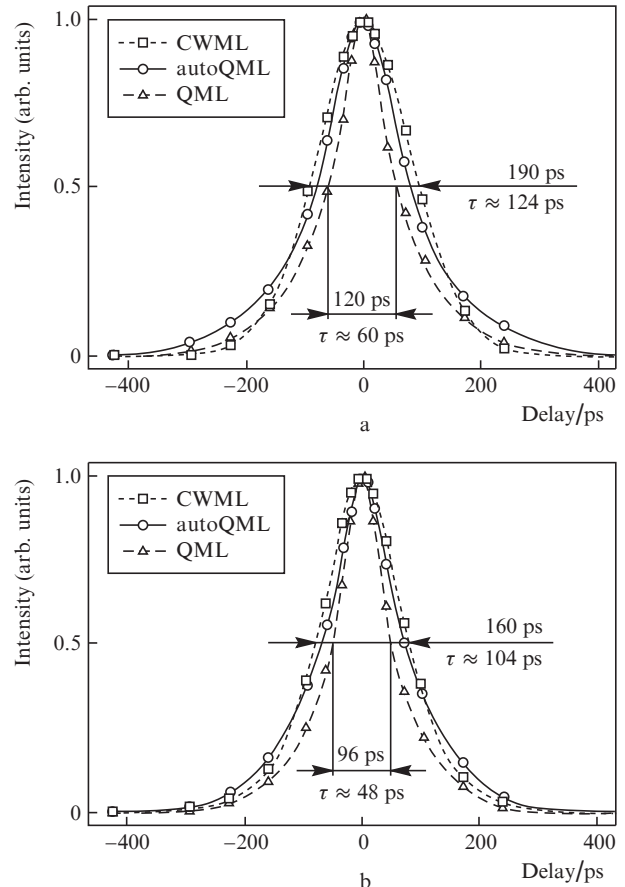 Intensity (arb. units)
1.0
0.5
0
CWML
autoQML
QML
190 ps
τ ≈ 124 ps
120 ps
τ ≈ 60 ps
−400
−200
0
200
400
Delay/ps
a
Intensity (arb. units)
1.0
0.5
0
CWML
autoQML
QML
160 ps
τ ≈ 104 ps
96 ps
τ ≈ 48 ps
−400
−200
0
200
400
Delay/ps
b